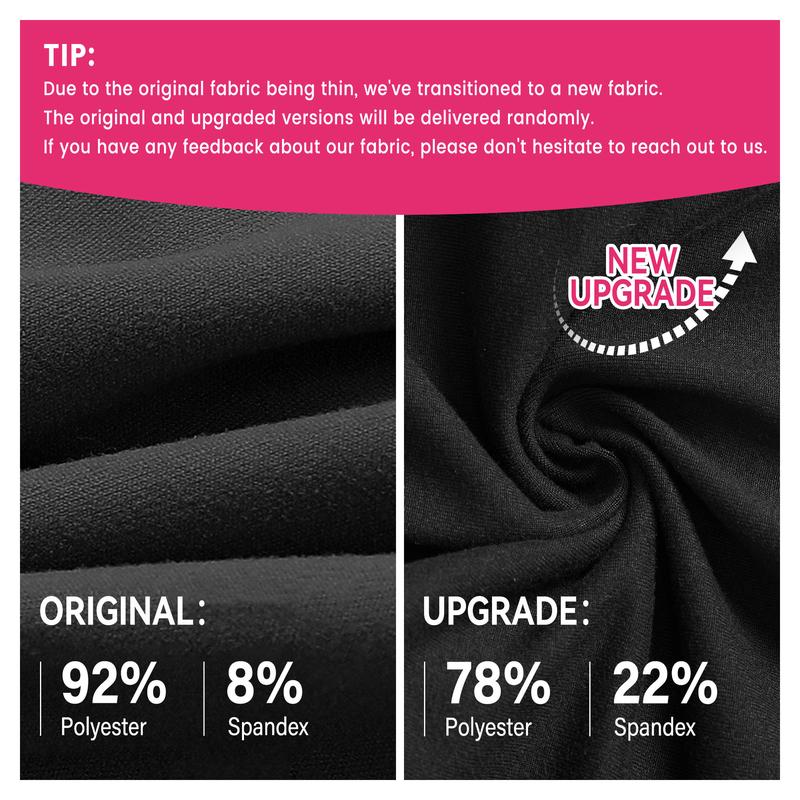 TIP:
Due to the original fabric being thin, we've transitioned to a new fabric.
The original and upgraded versions will be delivered randomly.
If you have any feedback about our fabric, please don't hesitate to reach out to us.
NEW
UPGRADE
ORIGINAL:
92%
Polyester
8%
Spandex
UPGRADE:
78%
Polyester
22%
Spandex